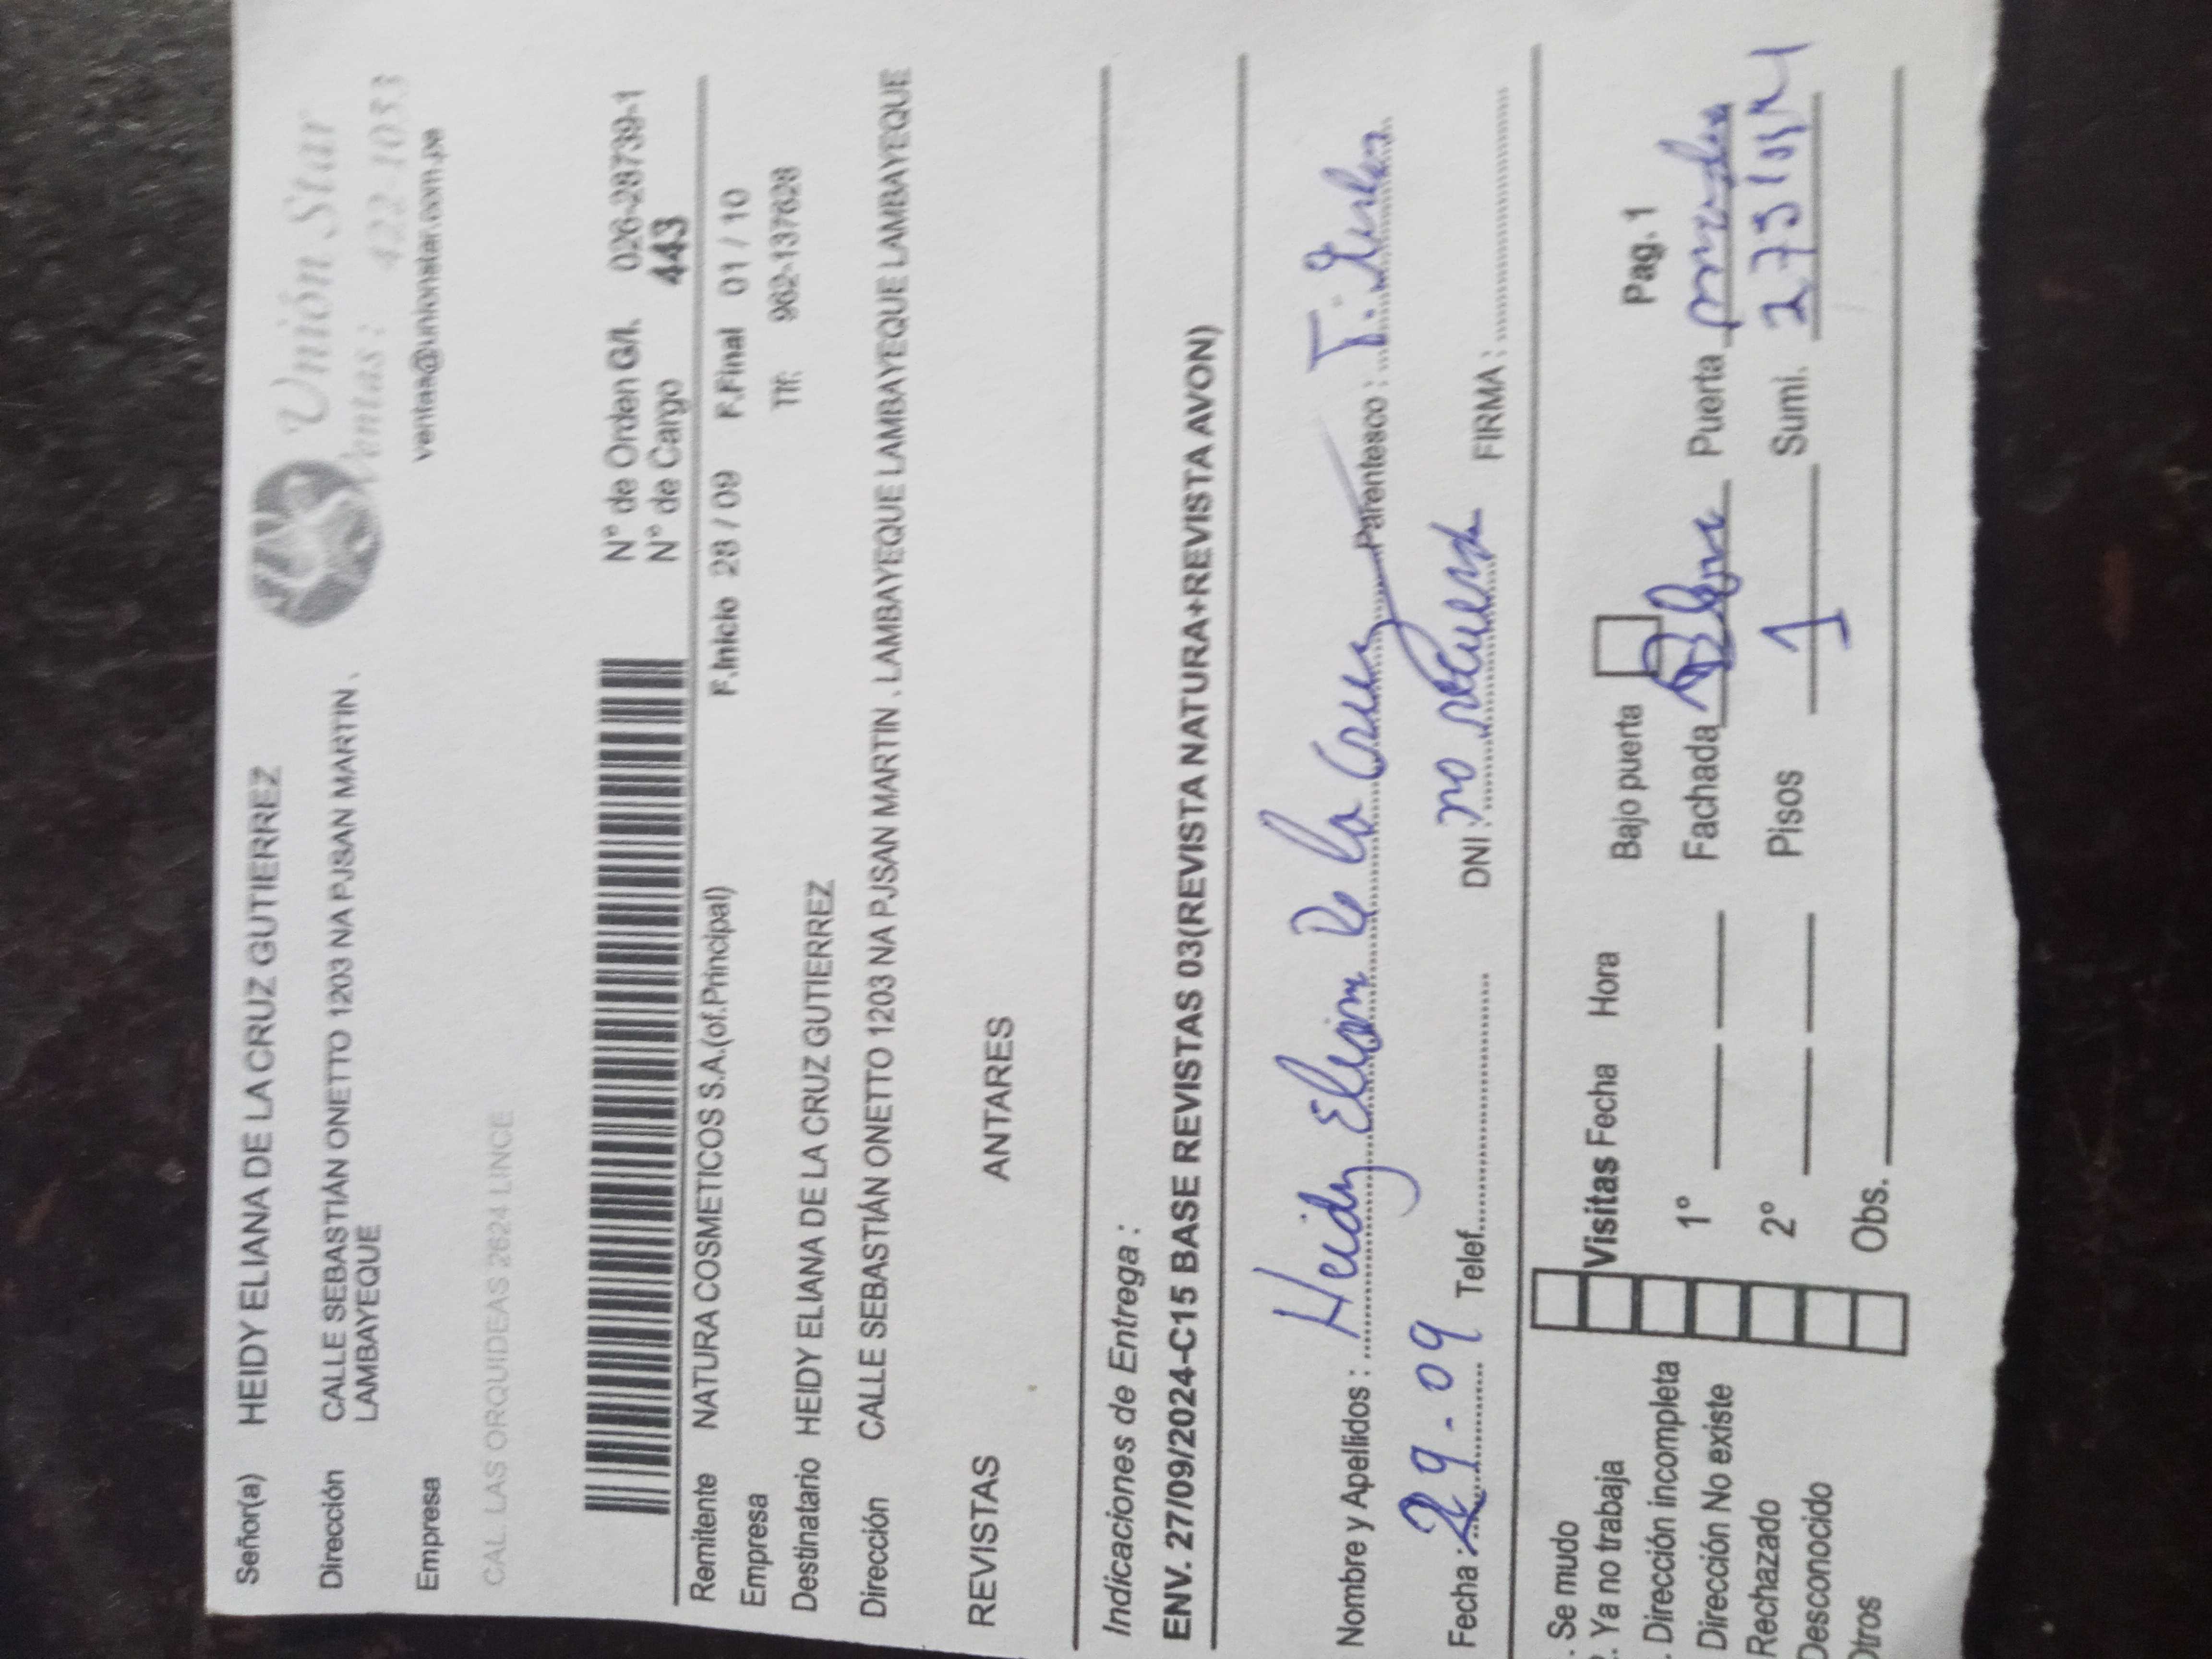 Señor(a) HEIDY ELIANA DE LA CRUZ GUTIERREZ
Unión Star
Dirección CALLE SEBASTIÁN ONETTO 1203 NA PJSAN MARTIN .
LAMBAYEQUE
Ventas : 422-1053
ventas@unionstar.com.pe
Empresa
CAL. LAS ORQUIDEAS 2624 LINCE
N° de Orden G/I. 026-28739-1
N° de Cargo 443
Remitente NATURA COSMETICOS S.A.(of.Principal)
F.Inicio 28 / 09 F.Final 01 / 10
Empresa
Tlf: 962-137628
Destinatario HEIDY ELIANA DE LA CRUZ GUTIERREZ
Dirección CALLE SEBASTIÁN ONETTO 1203 NA PJSAN MARTIN . LAMBAYEQUE LAMBAYEQUE LAMBAYEQUE
REVISTAS ANTARES
Indicaciones de Entrega :
ENV. 27/09/2024-C15 BASE REVISTAS 03(REVISTA NATURA+REVISTA AVON)
Nombre y Apellidos : Heidy Eliana De la Cruz Parentesco :
Fecha : 29-09 Telef. DNI : no recuerda FIRMA :
. Se mudo
. Ya no trabaja
. Dirección incompleta
Dirección No existe
Rechazado
Desconocido
Otros
Visitas Fecha Hora
1°
2°
Obs.
Bajo puerta Pag. 1
Fachada Puerta
Pisos 1 Sumi.